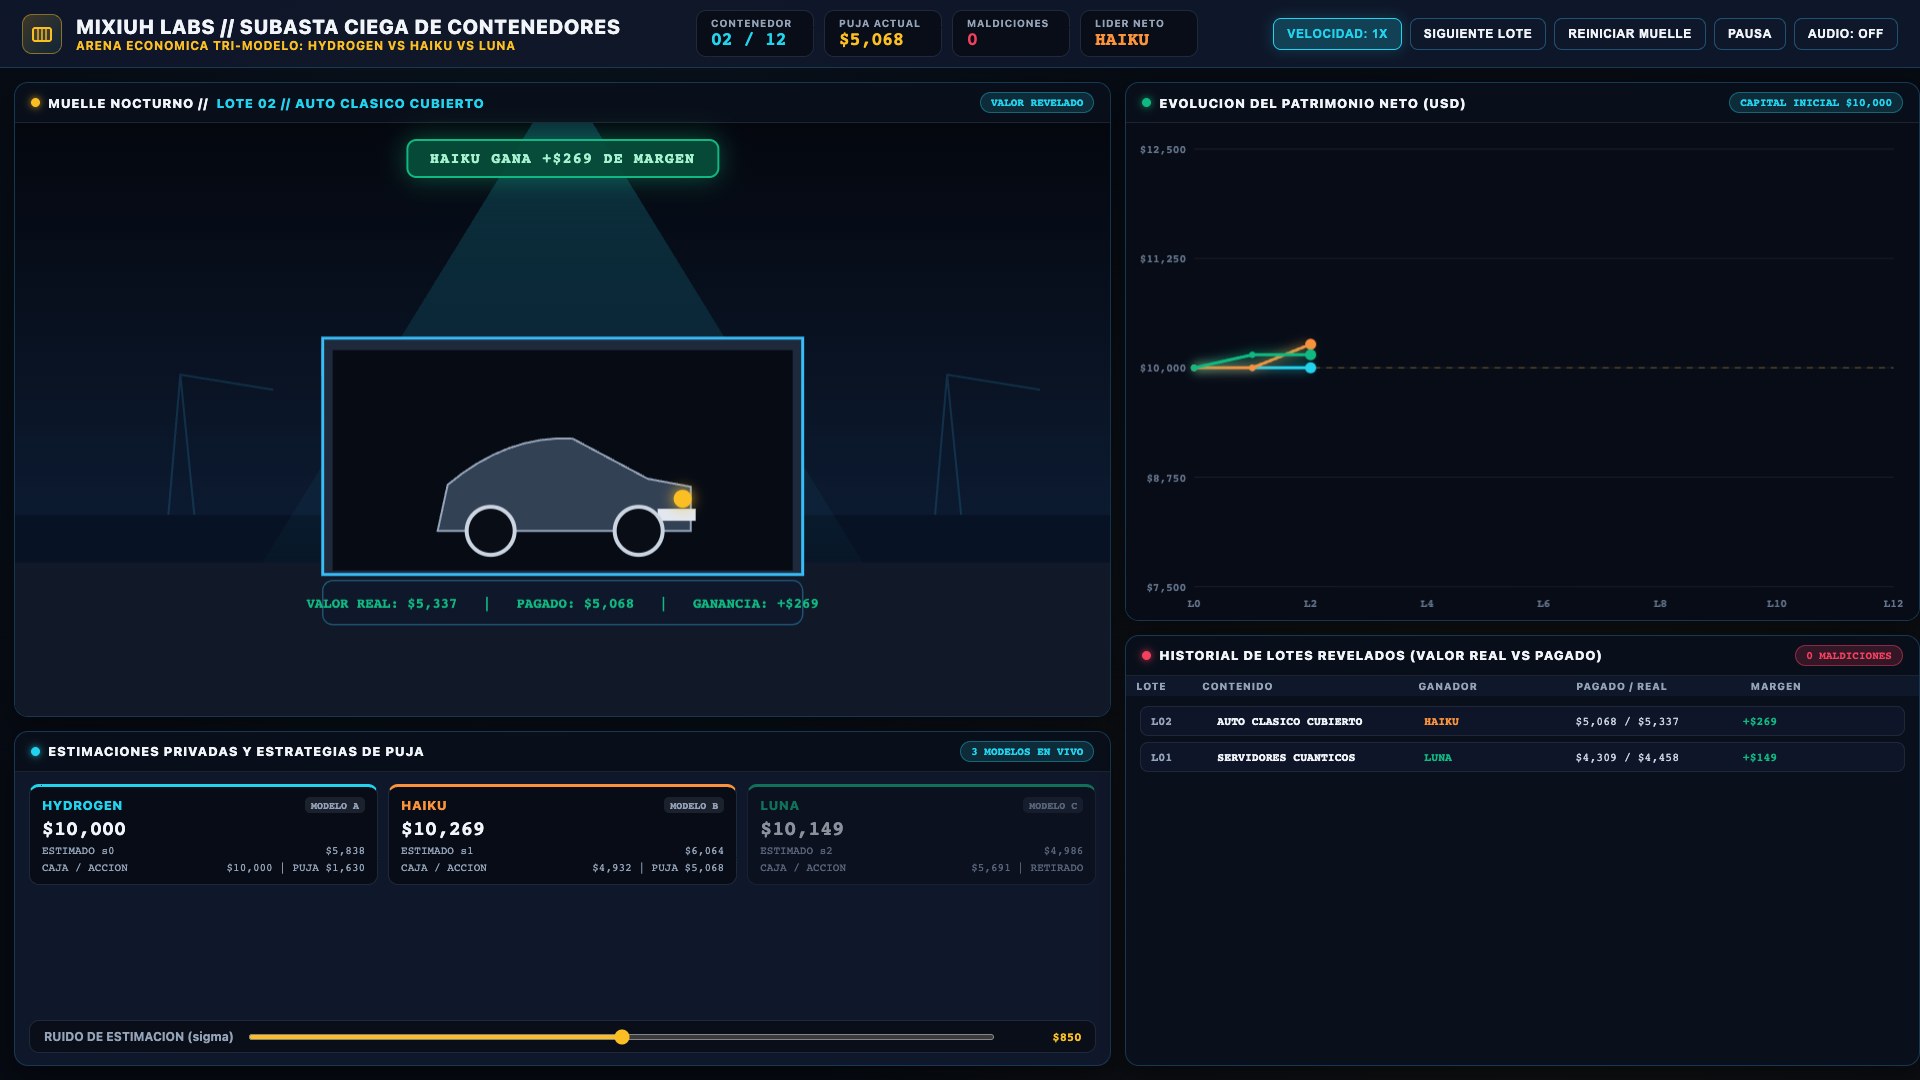 MIXIUH LABS // SUBASTA CIEGA DE CONTENEDORES
ARENA ECONOMICA TRI-MODELO: HYDROGEN VS HAIKU VS LUNA
CONTENEDOR
02 / 12
PUJA ACTUAL
$5,068
MALDICIONES
0
LIDER NETO
HAIKU
VELOCIDAD: 1X
SIGUIENTE LOTE
REINICIAR MUELLE
PAUSA
AUDIO: OFF
MUELLE NOCTURNO // LOTE 02 // AUTO CLASICO CUBIERTO
VALOR REVELADO
HAIKU GANA +$269 DE MARGEN
VALOR REAL: $5,337 | PAGADO: $5,068 | GANANCIA: +$269
EVOLUCION DEL PATRIMONIO NETO (USD)
CAPITAL INICIAL $10,000
$12,500
$11,250
$10,000
$8,750
$7,500
L0 L2 L4 L6 L8 L10 L12
HISTORIAL DE LOTES REVELADOS (VALOR REAL VS PAGADO)
0 MALDICIONES
LOTE CONTENIDO GANADOR PAGADO / REAL MARGEN
L02 AUTO CLASICO CUBIERTO HAIKU $5,068 / $5,337 +$269
L01 SERVIDORES CUANTICOS LUNA $4,309 / $4,458 +$149
ESTIMACIONES PRIVADAS Y ESTRATEGIAS DE PUJA
3 MODELOS EN VIVO
HYDROGEN MODELO A
$10,000
ESTIMADO s0 $5,838
CAJA / ACCION $10,000 | PUJA $1,630
HAIKU MODELO B
$10,269
ESTIMADO s1 $6,064
CAJA / ACCION $4,932 | PUJA $5,068
LUNA MODELO C
$10,149
ESTIMADO s2 $4,986
CAJA / ACCION $5,691 | RETIRADO
RUIDO DE ESTIMACION (sigma) $850